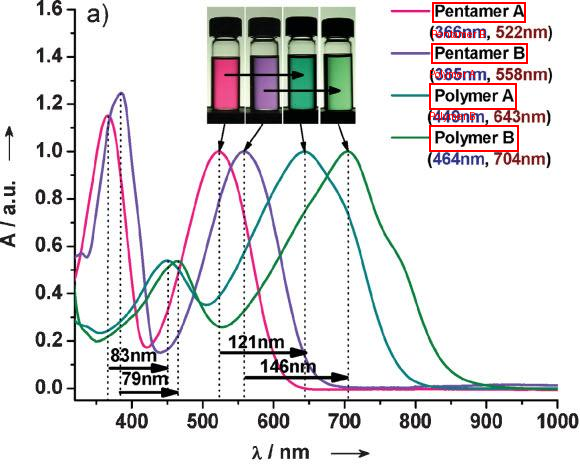 a)
Pentamer A
(366nm, 522nm)
Pentamer B
(385nm, 558nm)
Polymer A
(449nm, 643nm)
Polymer B
(464nm, 704nm)
1.6
1.4
1.2
1.0
0.8
0.6
0.4
0.2
0.0
A / a.u.
121nm
83nm
146nm
79nm
400
500
600
700
800
900
1000
λ / nm